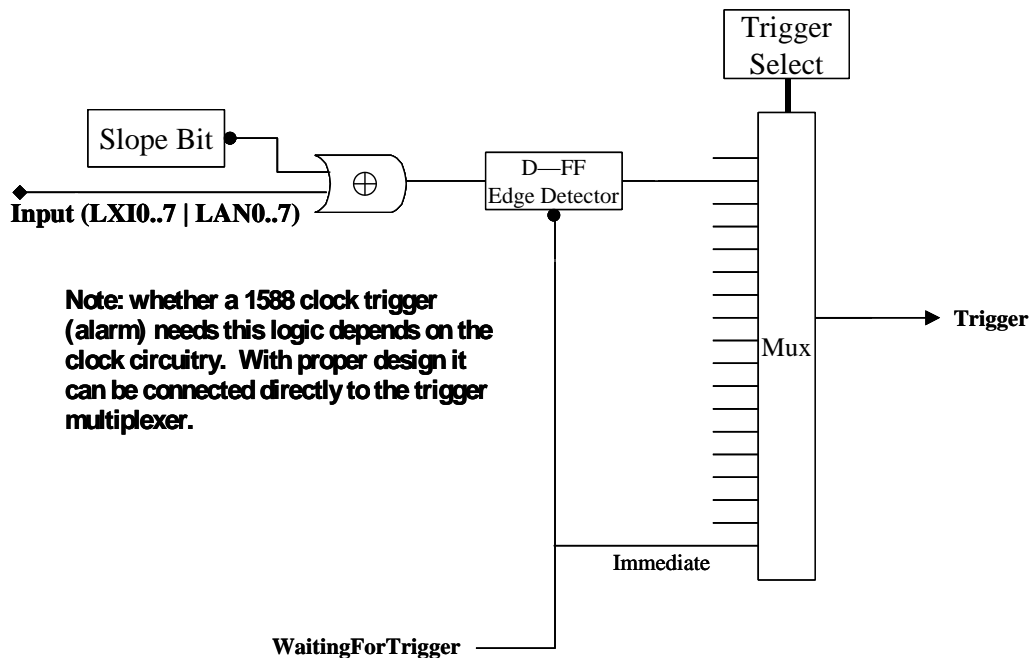 Trigger
Select
Slope Bit
D—FF
Edge Detector
⊕
Input (LXI0..7 | LAN0..7)
Note: whether a 1588 clock trigger
(alarm) needs this logic depends on the
clock circuitry. With proper design it
can be connected directly to the trigger
multiplexer.
Trigger
Mux
Immediate
WaitingForTrigger